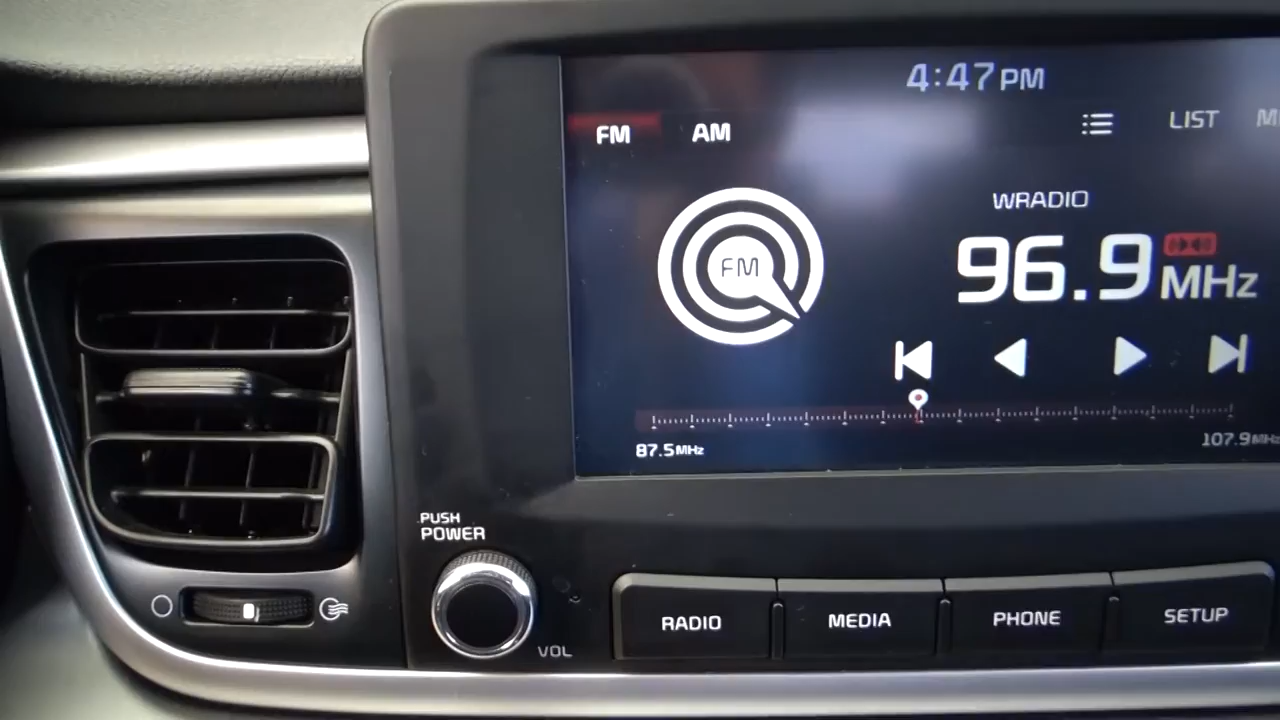 4:47 PM
FM AM LIST
WRADIO
FM
96.9 MHz
87.5MHz 107.9MHz
PUSH
POWER
VOL
RADIO MEDIA PHONE SETUP